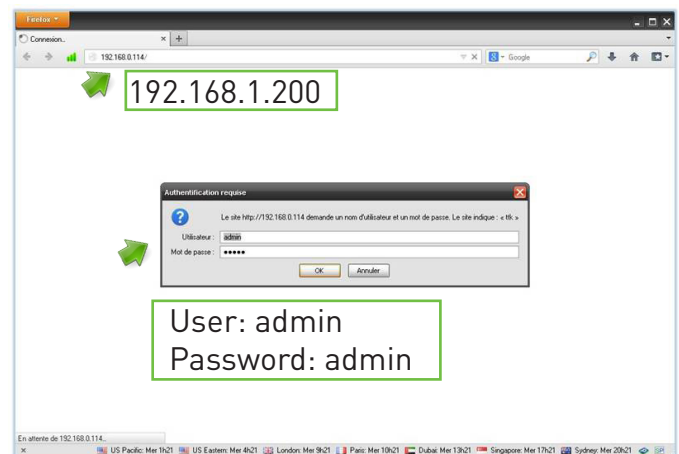 Firefox
Connexion...
+
192.168.0.114/
Google
192.168.1.200
Authentification requise
Le site http://192.168.0.114 demande un nom d'utilisateur et un mot de passe. Le site indique : « ttk »
Utilisateur : admin
Mot de passe : •••••
OK Annuler
User: admin
Password: admin
En attente de 192.168.0.114...
US Pacific: Mer 1h21 US Eastern: Mer 4h21 London: Mer 9h21 Paris: Mer 10h21 Dubai: Mer 13h21 Singapore: Mer 17h21 Sydney: Mer 20h21